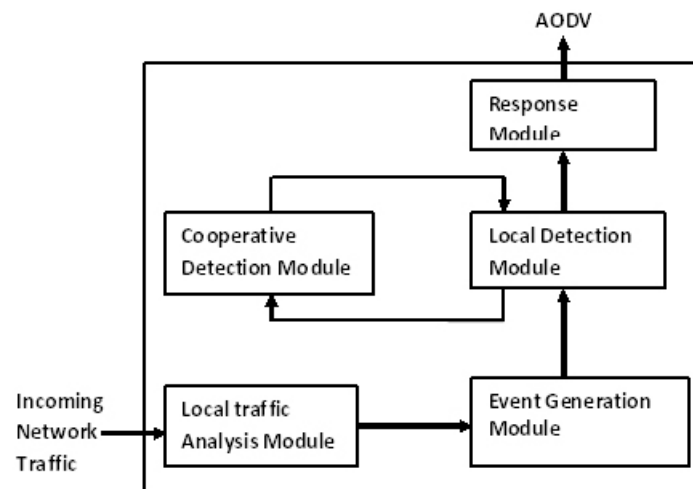 AODV
Response
Module
Cooperative
Detection Module
Local Detection
Module
Incoming
Network
Traffic
Local traffic
Analysis Module
Event Generation
Module